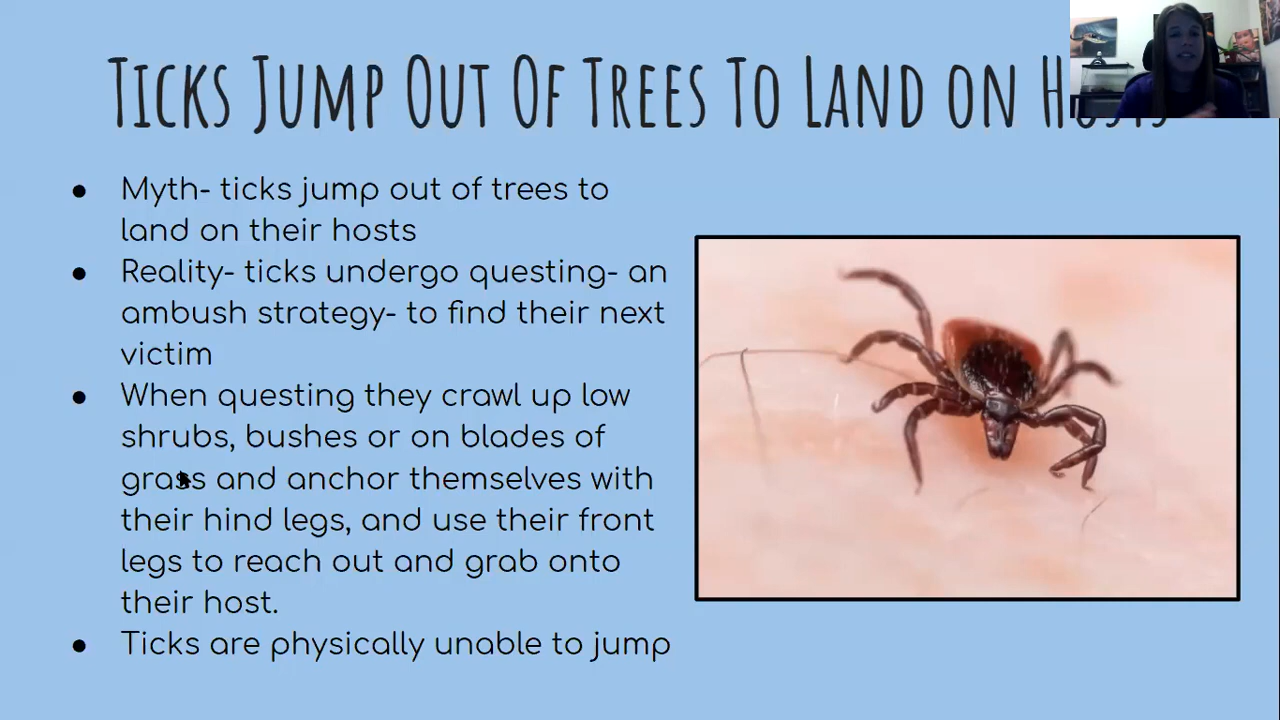 Ticks Jump Out Of Trees To Land on Hosts
● Myth- ticks jump out of trees to
land on their hosts
● Reality- ticks undergo questing- an
ambush strategy- to find their next
victim
● When questing they crawl up low
shrubs, bushes or on blades of
grass and anchor themselves with
their hind legs, and use their front
legs to reach out and grab onto
their host.
● Ticks are physically unable to jump